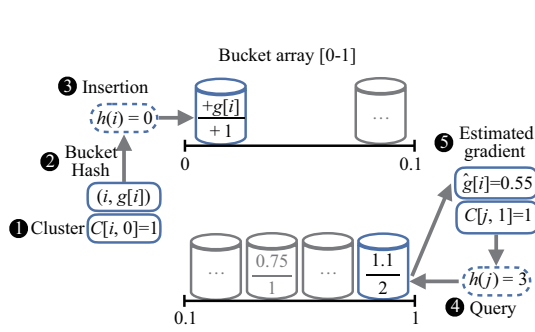 Bucket array [0-1]
❸ Insertion
h(i) = 0
+g[i]
+1
...
0
0.1
❷ Bucket
Hash
(i, g[i])
❶ Cluster
C[i, 0]=1
❺ Estimated
gradient
ĝ[i]=0.55
C[j, 1]=1
h(j) = 3
❹ Query
...
0.75
1
...
1.1
2
0.1
1